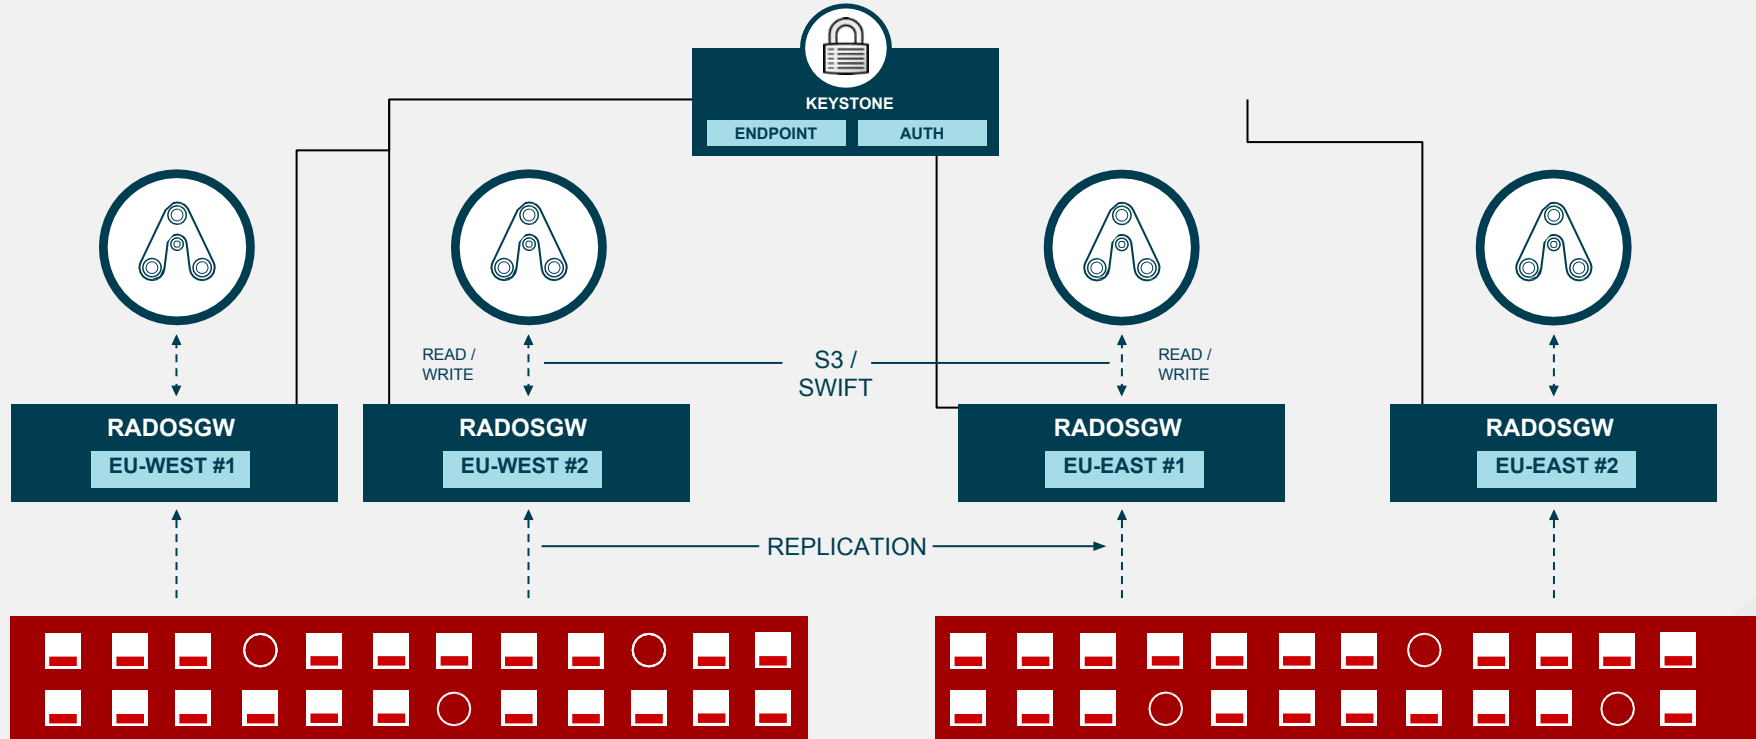 KEYSTONE
ENDPOINT
AUTH
READ /
WRITE
S3 /
SWIFT
READ /
WRITE
RADOSGW
EU-WEST #1
RADOSGW
EU-WEST #2
RADOSGW
EU-EAST #1
RADOSGW
EU-EAST #2
REPLICATION